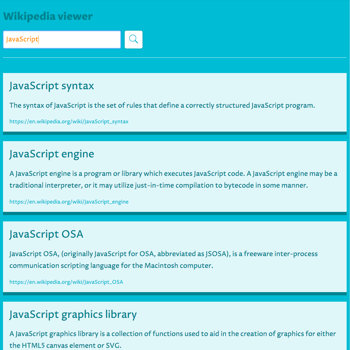 Wikipedia viewer
JavaScript
JavaScript syntax
The syntax of JavaScript is the set of rules that define a correctly structured JavaScript program.
https://en.wikipedia.org/wiki/JavaScript_syntax
JavaScript engine
A JavaScript engine is a program or library which executes JavaScript code. A JavaScript engine may be a
traditional interpreter, or it may utilize just-in-time compilation to bytecode in some manner.
https://en.wikipedia.org/wiki/JavaScript_engine
JavaScript OSA
JavaScript OSA, (originally JavaScript for OSA, abbreviated as JSOSA), is a freeware inter-process
communication scripting language for the Macintosh computer.
https://en.wikipedia.org/wiki/JavaScript_OSA
JavaScript graphics library
A JavaScript graphics library is a collection of functions used to aid in the creation of graphics for either
the HTML5 canvas element or SVG.